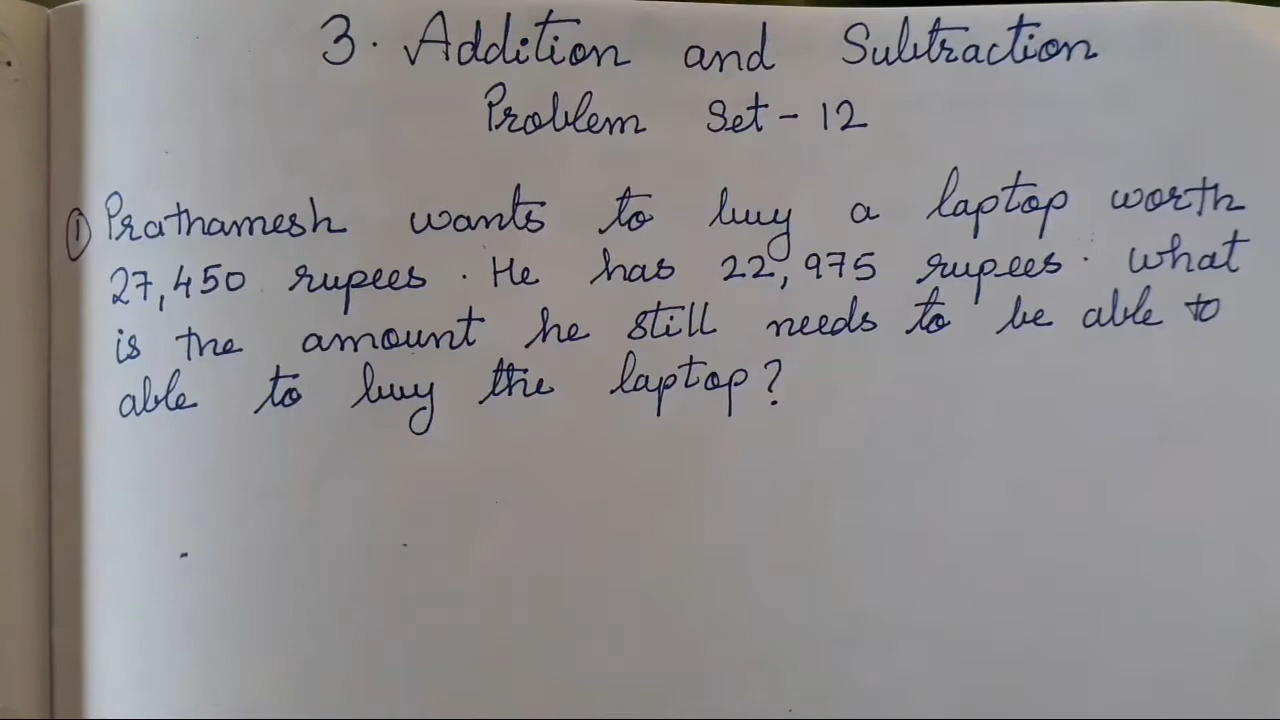 3. Addition and Subtraction
Problem Set - 12
① Prathamesh wants to buy a laptop worth
27,450 rupees. He has 22,975 rupees. What
is the amount he still needs to be able to
able to buy the laptop?